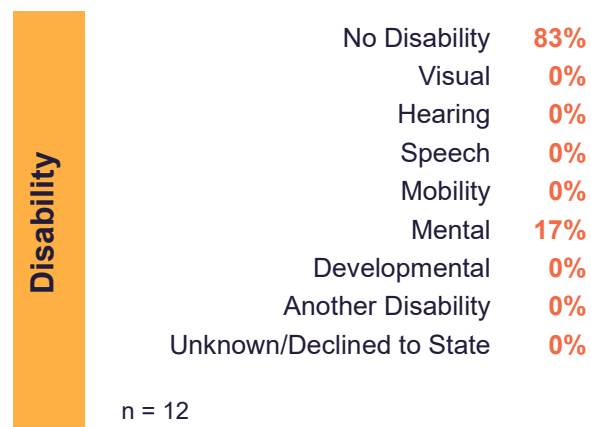 Disability
No Disability 83%
Visual 0%
Hearing 0%
Speech 0%
Mobility 0%
Mental 17%
Developmental 0%
Another Disability 0%
Unknown/Declined to State 0%
n = 12